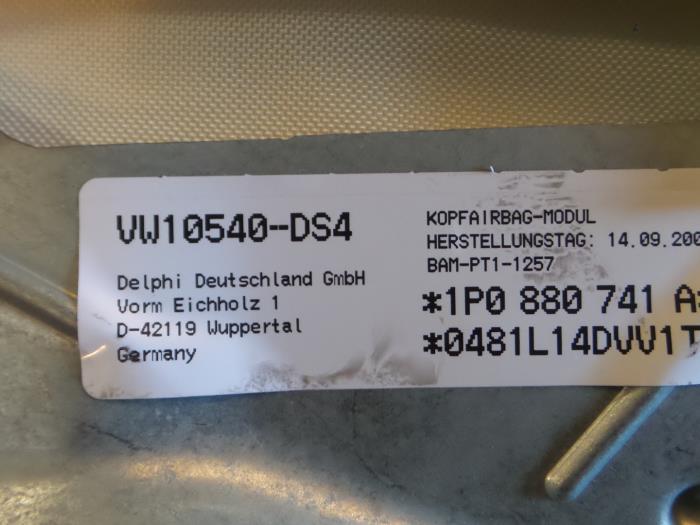 VW10540-DS4
Delphi Deutschland GmbH
Vorm Eichholz 1
D-42119 Wuppertal
Germany
KOPFAIRBAG-MODUL
HERSTELLUNGSTAG: 14.09.200
BAM-PT1-1257
*1P0 880 741 A
*0481L14DVV1T